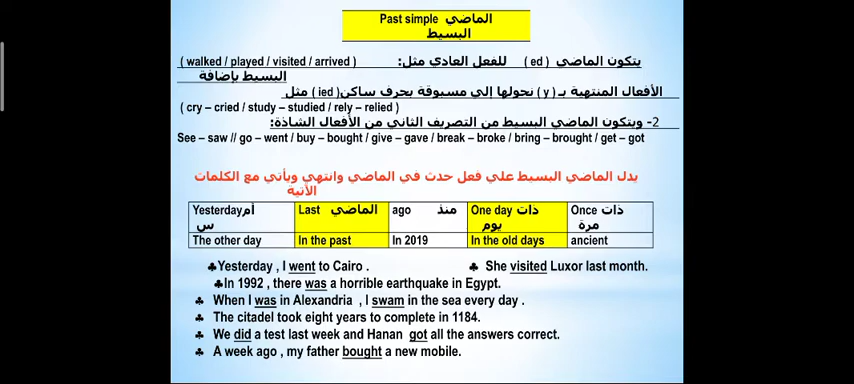 Past simple الماضي
البسيط
يتكون الماضي (ed) للفعل العادي مثل: ( walked / played / visited / arrived )
البسيط بإضافة
الأفعال المنتهية بـ ( y ) نحولها إلي مسبوقة بحرف ساكن( ied) مثل
(cry – cried / study – studied / rely – relied )
2- ويتكون الماضي البسيط من التصريف الثاني من الأفعال الشاذة:
See – saw // go – went / buy – bought / give – gave / break – broke / bring – brought / get – got
يدل الماضي البسيط علي فعل حدث في الماضي وانتهي ويأتي مع الكلمات
الأتية
Yesterday أم Last الماضي ago منذ One day ذات Once ذات
س يوم مرة
The other day In the past In 2019 In the old days ancient
♣Yesterday , I went to Cairo . ♣ She visited Luxor last month.
♣In 1992 , there was a horrible earthquake in Egypt.
♣ When I was in Alexandria , I swam in the sea every day .
♣ The citadel took eight years to complete in 1184.
♣ We did a test last week and Hanan got all the answers correct.
♣ A week ago , my father bought a new mobile.